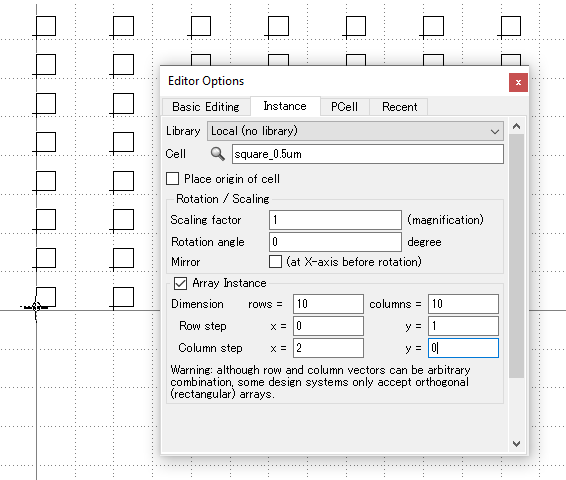 Editor Options
x
Basic Editing Instance PCell Recent
Library Local (no library)
Cell square_0.5um
Place origin of cell
Rotation / Scaling
Scaling factor 1 (magnification)
Rotation angle 0 degree
Mirror (at X-axis before rotation)
Array Instance
Dimension rows = 10 columns = 10
Row step x = 0 y = 1
Column step x = 2 y = 0
Warning: although row and column vectors can be arbitrary
combination, some design systems only accept orthogonal
(rectangular) arrays.